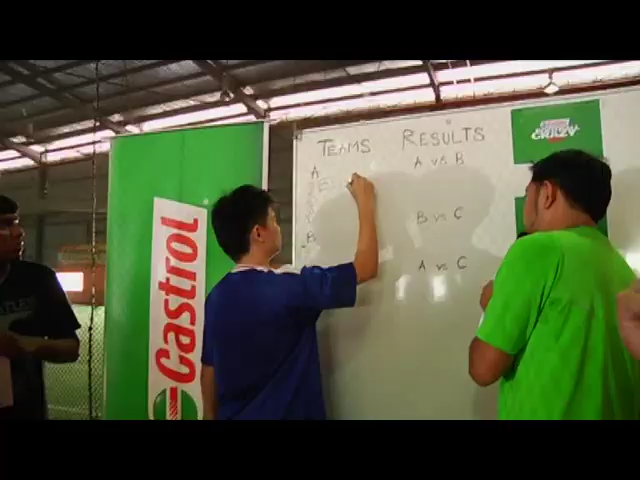 TEAMS RESULTS
A A vs B
B B vs C
A vs C
Castrol